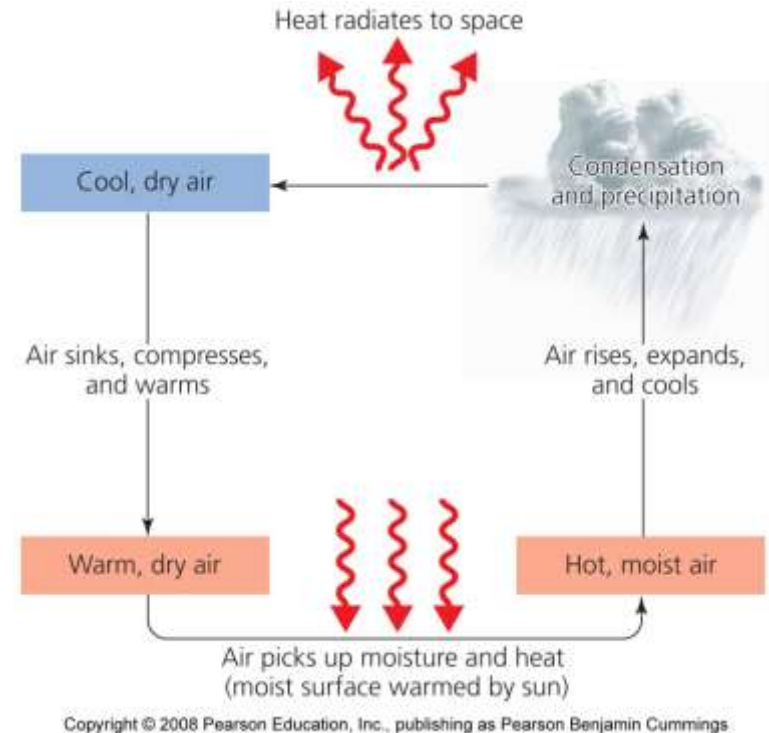 Heat radiates to space
Cool, dry air
Condensation
and precipitation
Air sinks, compresses,
and warms
Air rises, expands,
and cools
Warm, dry air
Hot, moist air
Air picks up moisture and heat
(moist surface warmed by sun)
Copyright © 2008 Pearson Education, Inc., publishing as Pearson Benjamin Cummings